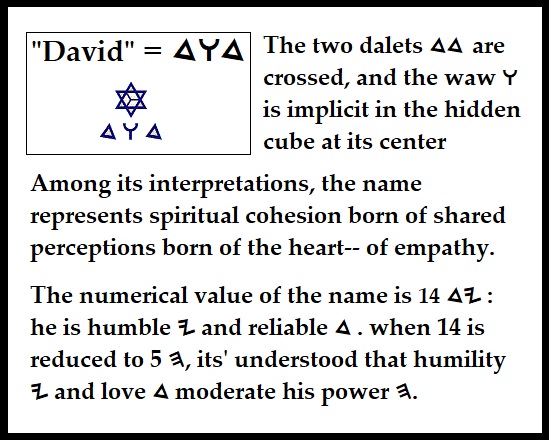 "David" = 𐤃𐤅𐤃
𐤃 𐤅 𐤃
The two dalets 𐤃𐤃 are
crossed, and the waw 𐤅
is implicit in the hidden
cube at its center
Among its interpretations, the name
represents spiritual cohesion born of shared
perceptions born of the heart-- of empathy.
The numerical value of the name is 14 𐤉𐤃 :
he is humble 𐤉 and reliable 𐤃 . when 14 is
reduced to 5 𐤄, its' understood that humility
𐤉 and love 𐤃 moderate his power 𐤄.